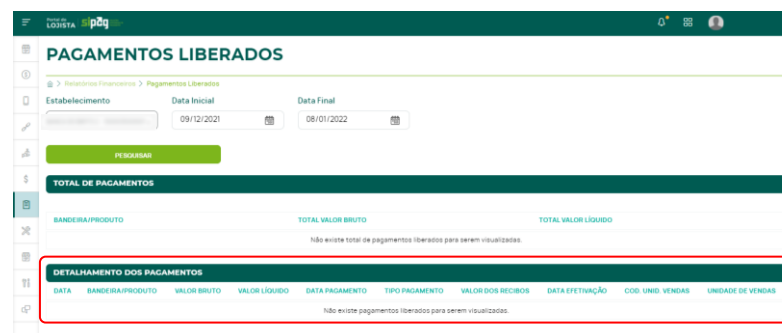 Portal do
LOJISTA sipag
PAGAMENTOS LIBERADOS
> Relatórios Financeiros > Pagamentos Liberados
Estabelecimento Data Inicial Data Final
09/12/2021 08/01/2022
PESQUISAR
TOTAL DE PAGAMENTOS
BANDEIRA/PRODUTO TOTAL VALOR BRUTO TOTAL VALOR LÍQUIDO
Não existe total de pagamentos liberados para serem visualizadas.
DETALHAMENTO DOS PAGAMENTOS
DATA BANDEIRA/PRODUTO VALOR BRUTO VALOR LÍQUIDO DATA PAGAMENTO TIPO PAGAMENTO VALOR DOS RECIBOS DATA EFETIVAÇÃO COD. UNID. VENDAS UNIDADE DE VENDAS
Não existe pagamentos liberados para serem visualizadas.